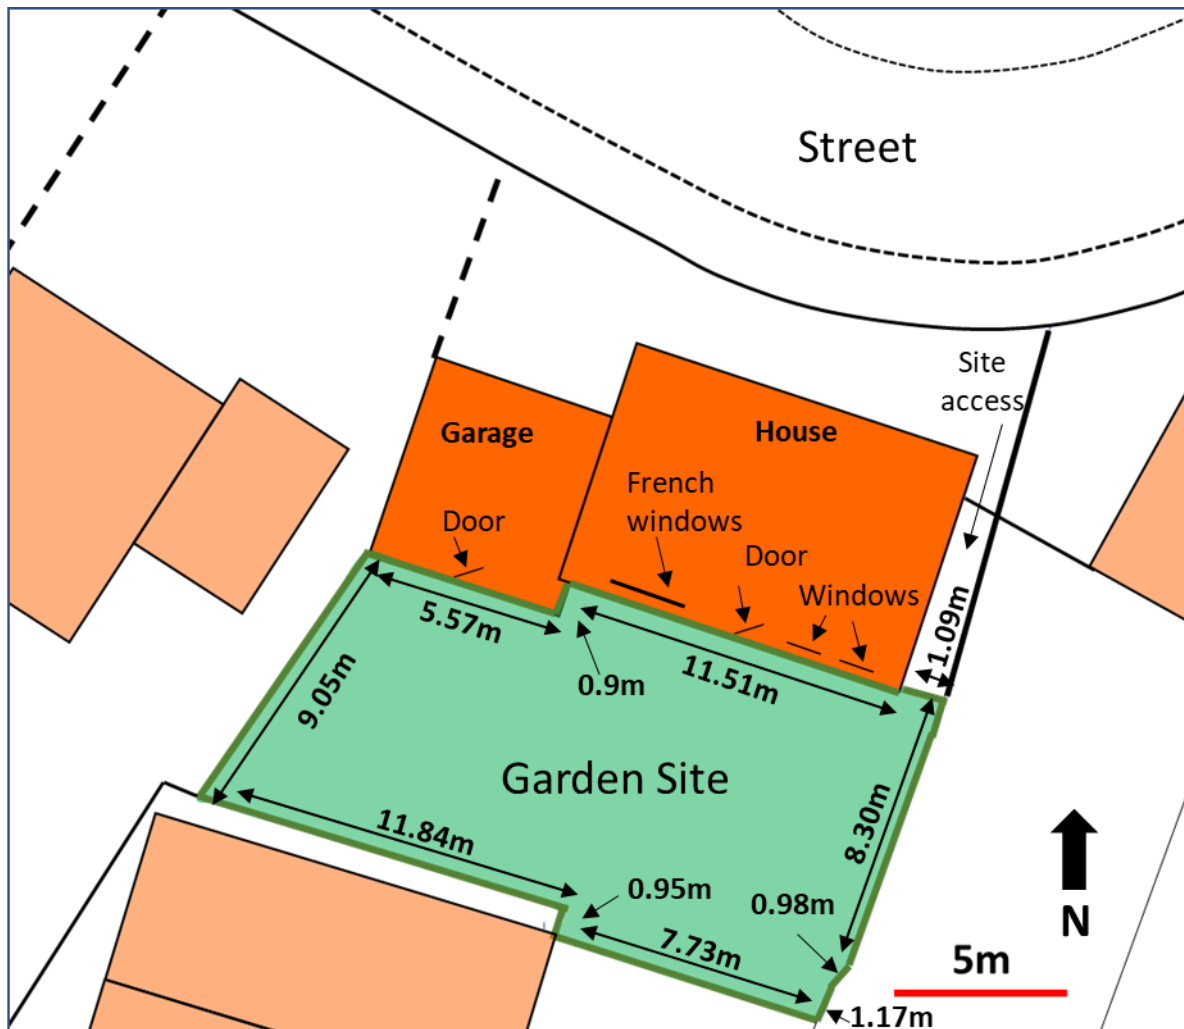 Street
Site
access
Garage
House
French
windows
Door
Door
Windows
1.09m
5.57m
11.51m
0.9m
9.05m
Garden Site
11.84m
8.30m
0.95m
0.98m
N
7.73m
5m
1.17m